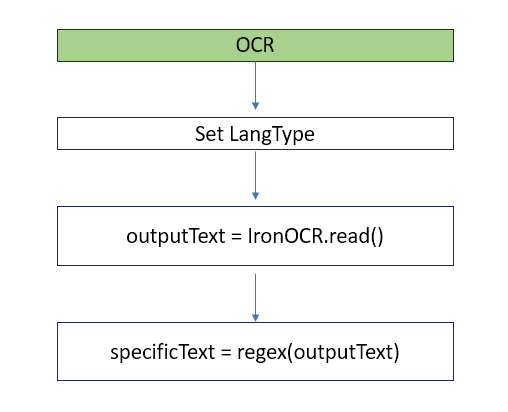 OCR
Set LangType
outputText = IronOCR.read()
specificText = regex(outputText)